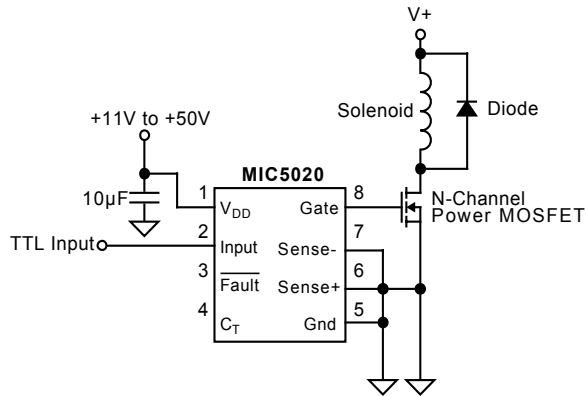 V+
Solenoid
Diode
+11V to +50V
10µF
MIC5020
1
VDD
Gate
8
N-Channel
Power MOSFET
TTL Input
2
Input
Sense-
7
3
Fault
Sense+
6
4
CT
Gnd
5